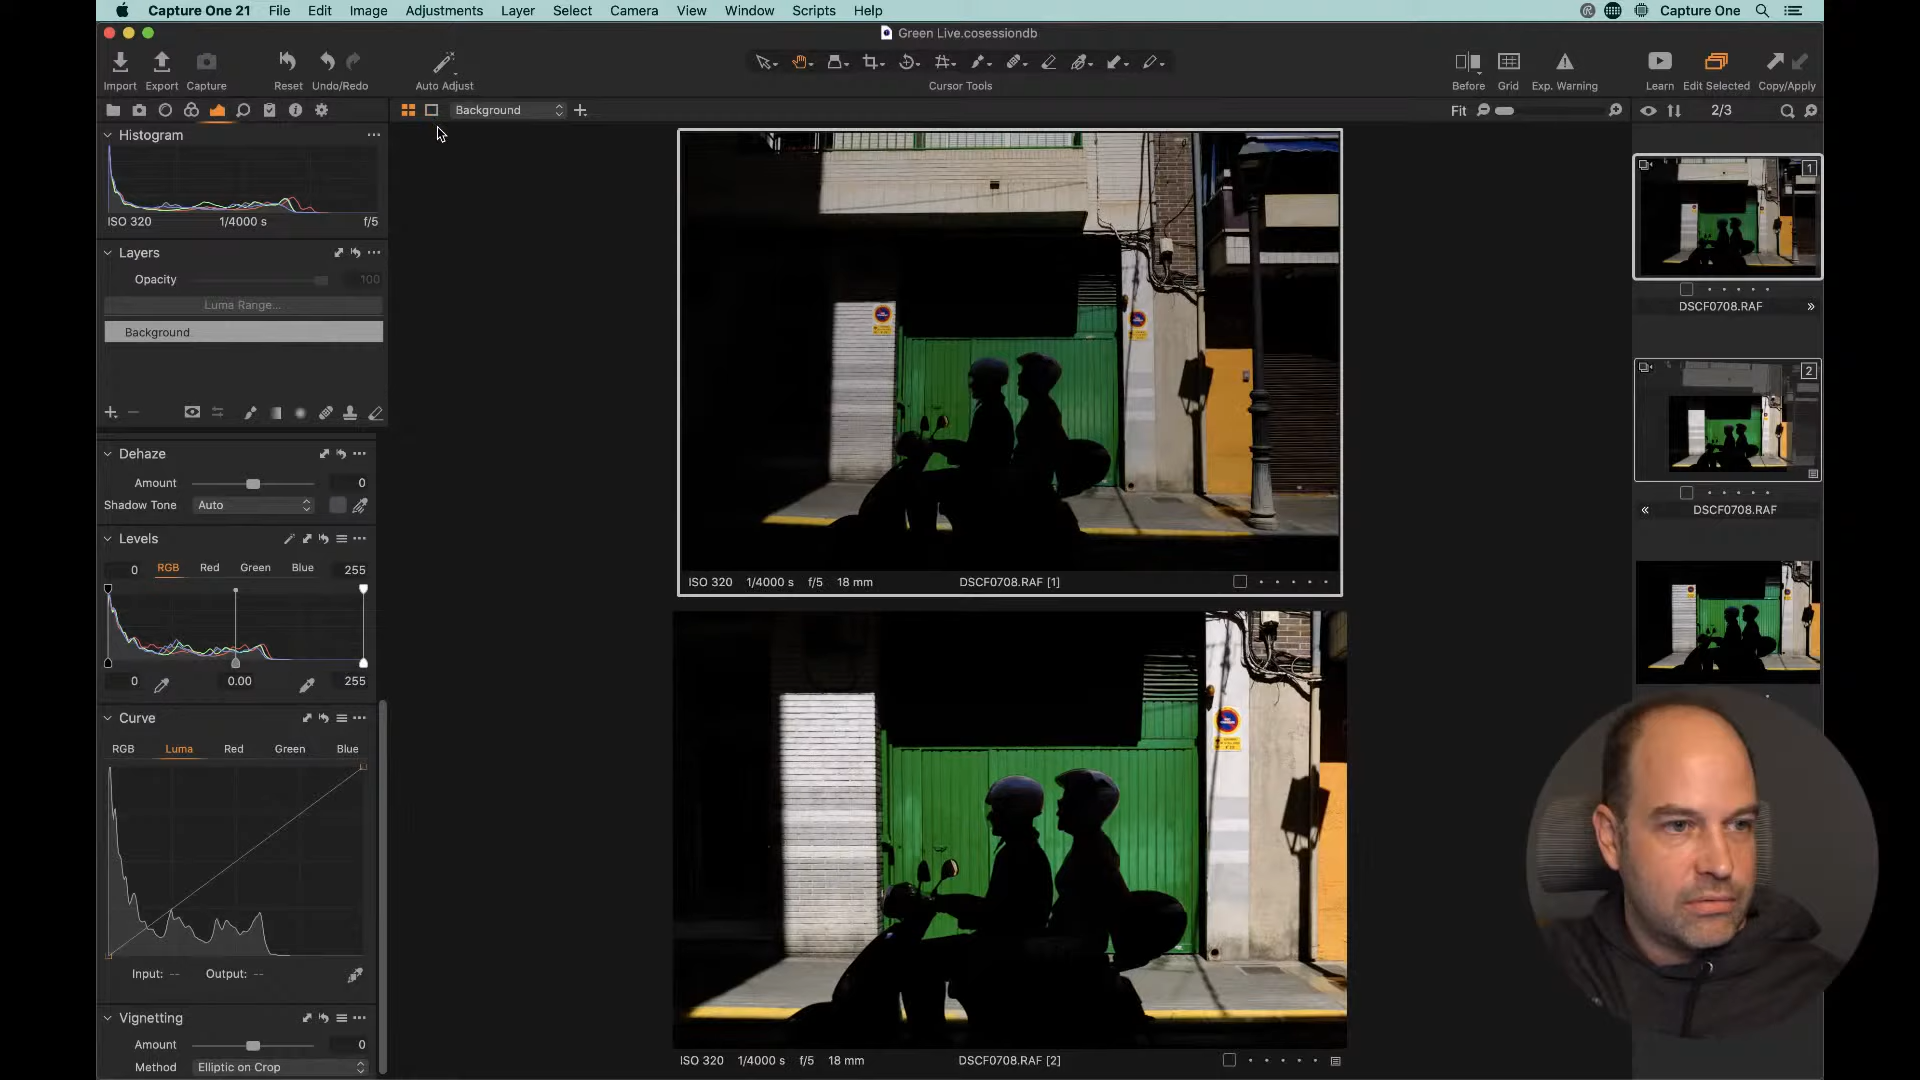 Capture One 21 File Edit Image Adjustments Layer Select Camera View Window Scripts Help Capture One
Green Live.cosessiondb
Import Export Capture Reset Undo/Redo Auto Adjust Cursor Tools Before Grid Exp. Warning Learn Edit Selected Copy/Apply
Background Fit 2/3
Histogram
ISO 320 1/4000 s f/5
Layers
Opacity 100
Luma Range...
Background
Dehaze
Amount 0
Shadow Tone Auto
Levels
0 RGB Red Green Blue 255
0 0.00 255
Curve
RGB Luma Red Green Blue
Input: -- Output: --
Vignetting
Amount 0
Method Elliptic on Crop
ISO 320 1/4000 s f/5 18 mm DSCF0708.RAF [1]
ISO 320 1/4000 s f/5 18 mm DSCF0708.RAF [2]
1
DSCF0708.RAF
2
DSCF0708.RAF